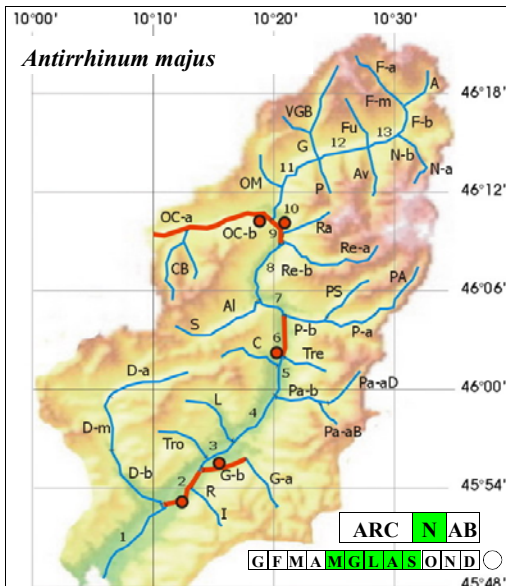 10°00' 10°10' 10°20' 10°30'
Antirrhinum majus
F-a
A
46°18'
F-m
VGB
Fu
13
F-b
G
12
N-b
11
N-a
OM
P
Av
46°12'
OC-a
10
OC-b
9
Ra
Re-a
8
Re-b
CB
PA
46°06'
PS
7
Al
S
P-b
P-a
6
C
Tre
D-a
5
46°00'
Pa-b
Pa-aD
L
D-m
4
Pa-aB
Tro
3
D-b
G-b
G-a
45°54'
2
R
I
ARC N AB
1
G F M A M G L A S O N D
45°48'